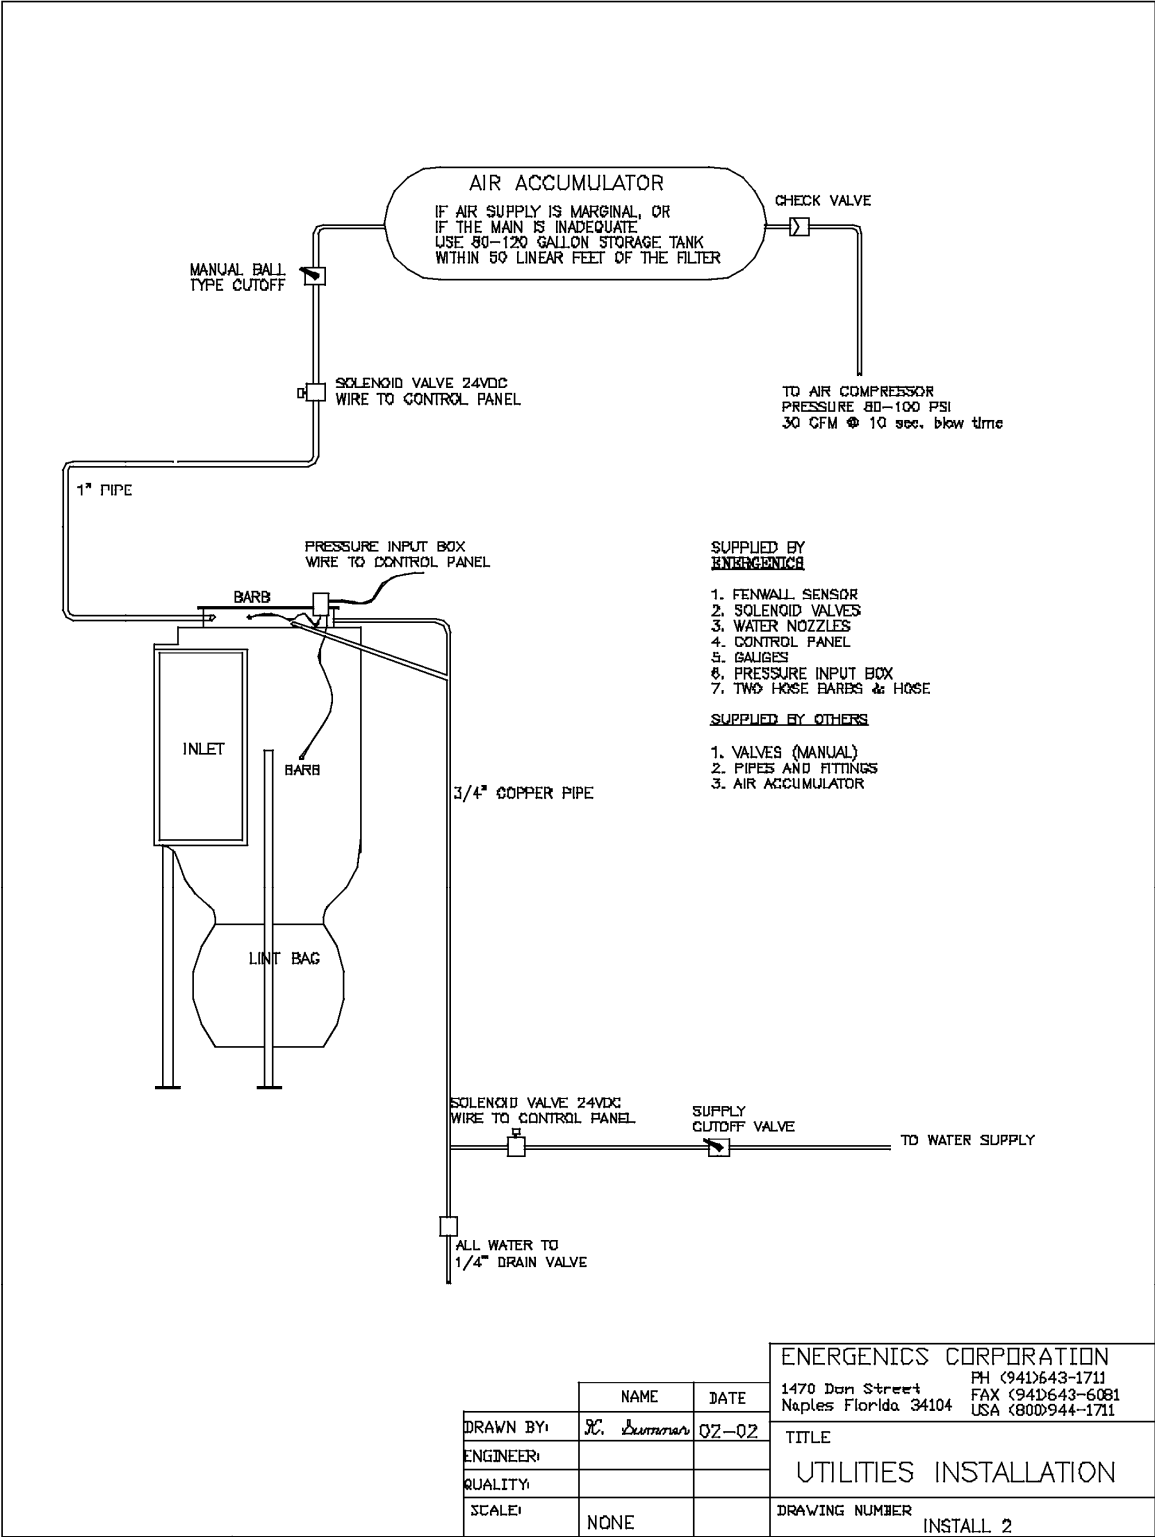 AIR ACCUMULATOR
IF AIR SUPPLY IS MARGINAL, OR
IF THE MAIN IS INADEQUATE
USE 80-120 GALLON STORAGE TANK
WITHIN 50 LINEAR FEET OF THE FILTER
CHECK VALVE
MANUAL BALL
TYPE CUTOFF
SOLENOID VALVE 24VDC
WIRE TO CONTROL PANEL
TO AIR COMPRESSOR
PRESSURE 80-100 PSI
30 CFM @ 10 sec. blow time
1" PIPE
PRESSURE INPUT BOX
WIRE TO CONTROL PANEL
BARB
INLET
BARB
3/4" COPPER PIPE
LINT BAG
SUPPLIED BY
ENERGENICS
1. FENWALL SENSOR
2. SOLENOID VALVES
3. WATER NOZZLES
4. CONTROL PANEL
5. GAUGES
6. PRESSURE INPUT BOX
7. TWO HOSE BARBS & HOSE
SUPPLIED BY OTHERS
1. VALVES (MANUAL)
2. PIPES AND FITTINGS
3. AIR ACCUMULATOR
SOLENOID VALVE 24VDC
WIRE TO CONTROL PANEL
SUPPLY
CUTOFF VALVE
TO WATER SUPPLY
ALL WATER TO
1/4" DRAIN VALVE
ENERGENICS CORPORATION
1470 Don Street
Naples Florida 34104
PH (941)643-1711
FAX (941)643-6081
USA (800)944-1711
NAME DATE
DRAWN BY: K. Summer 02-02
ENGINEER:
QUALITY:
SCALE: NONE
TITLE
UTILITIES INSTALLATION
DRAWING NUMBER
INSTALL 2